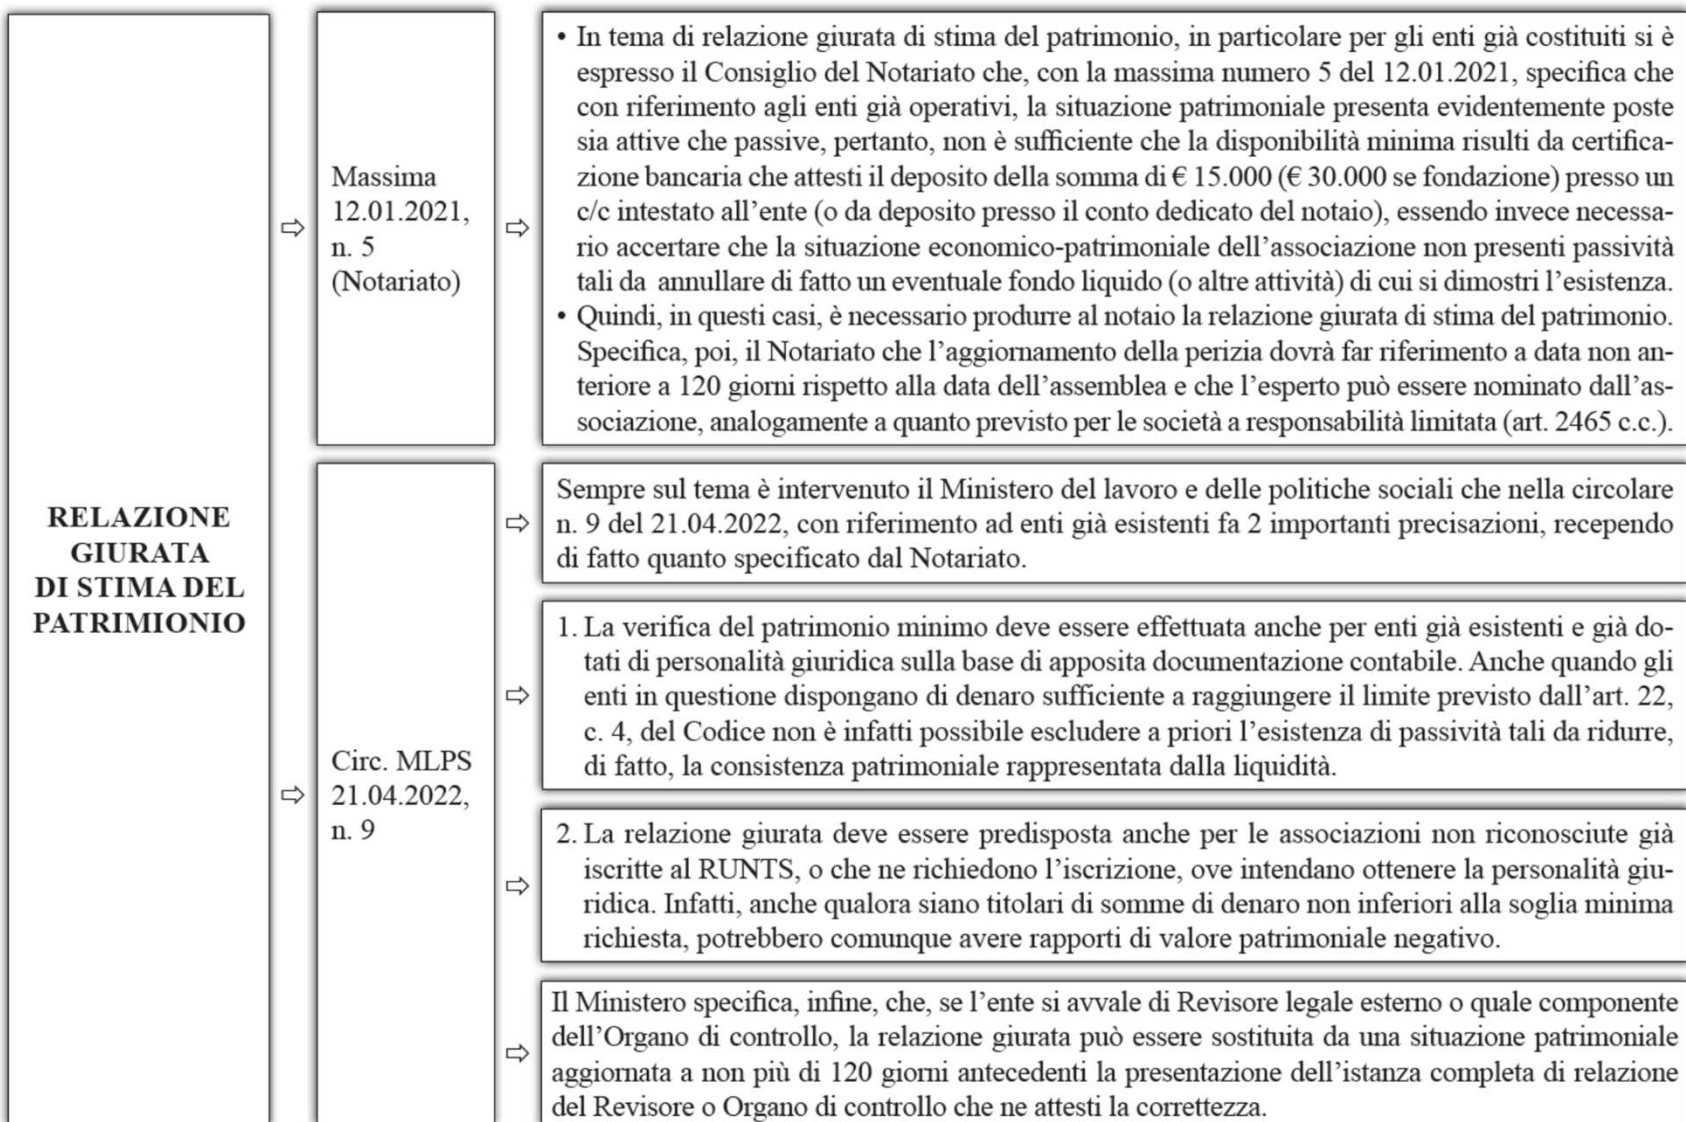 RELAZIONE
GIURATA
DI STIMA DEL
PATRIMIONIO
Massima
12.01.2021,
n. 5
(Notariato)
• In tema di relazione giurata di stima del patrimonio, in particolare per gli enti già costituiti si è
espresso il Consiglio del Notariato che, con la massima numero 5 del 12.01.2021, specifica che
con riferimento agli enti già operativi, la situazione patrimoniale presenta evidentemente poste
sia attive che passive, pertanto, non è sufficiente che la disponibilità minima risulti da certifica-
zione bancaria che attesti il deposito della somma di € 15.000 (€ 30.000 se fondazione) presso un
c/c intestato all’ente (o da deposito presso il conto dedicato del notaio), essendo invece necessa-
rio accertare che la situazione economico-patrimoniale dell’associazione non presenti passività
tali da annullare di fatto un eventuale fondo liquido (o altre attività) di cui si dimostri l’esistenza.
• Quindi, in questi casi, è necessario produrre al notaio la relazione giurata di stima del patrimonio.
Specifica, poi, il Notariato che l’aggiornamento della perizia dovrà far riferimento a data non an-
teriore a 120 giorni rispetto alla data dell’assemblea e che l’esperto può essere nominato dall’as-
sociazione, analogamente a quanto previsto per le società a responsabilità limitata (art. 2465 c.c.).
Circ. MLPS
21.04.2022,
n. 9
Sempre sul tema è intervenuto il Ministero del lavoro e delle politiche sociali che nella circolare
n. 9 del 21.04.2022, con riferimento ad enti già esistenti fa 2 importanti precisazioni, recependo
di fatto quanto specificato dal Notariato.
1. La verifica del patrimonio minimo deve essere effettuata anche per enti già esistenti e già do-
tati di personalità giuridica sulla base di apposita documentazione contabile. Anche quando gli
enti in questione dispongano di denaro sufficiente a raggiungere il limite previsto dall’art. 22,
c. 4, del Codice non è infatti possibile escludere a priori l’esistenza di passività tali da ridurre,
di fatto, la consistenza patrimoniale rappresentata dalla liquidità.
2. La relazione giurata deve essere predisposta anche per le associazioni non riconosciute già
iscritte al RUNTS, o che ne richiedono l’iscrizione, ove intendano ottenere la personalità giu-
ridica. Infatti, anche qualora siano titolari di somme di denaro non inferiori alla soglia minima
richiesta, potrebbero comunque avere rapporti di valore patrimoniale negativo.
Il Ministero specifica, infine, che, se l’ente si avvale di Revisore legale esterno o quale componente
dell’Organo di controllo, la relazione giurata può essere sostituita da una situazione patrimoniale
aggiornata a non più di 120 giorni antecedenti la presentazione dell’istanza completa di relazione
del Revisore o Organo di controllo che ne attesti la correttezza.